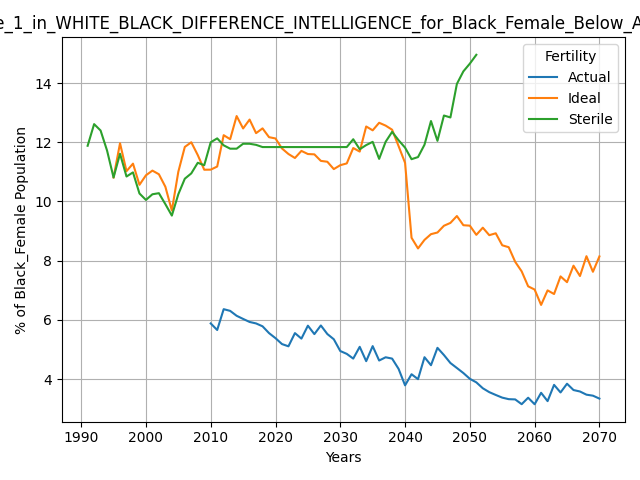 e_1_in_WHITE_BLACK_DIFFERENCE_INTELLIGENCE_for_Black_Female_Below_A
Fertility
Actual
Ideal
Sterile
% of Black_Female Population
14
12
10
8
6
4
1990 2000 2010 2020 2030 2040 2050 2060 2070
Years